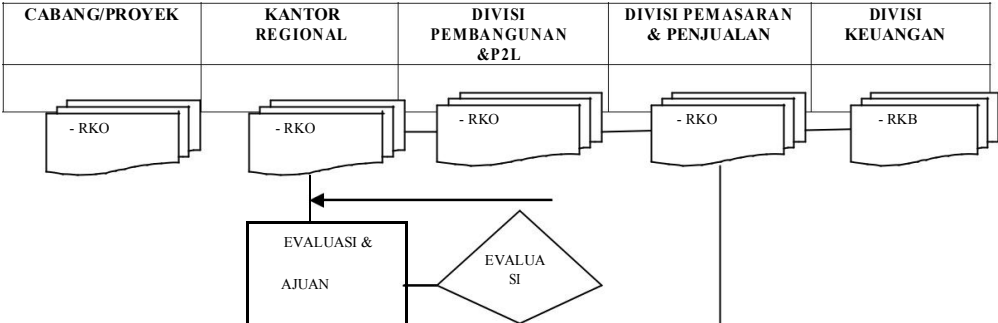 CABANG/PROYEK
KANTOR
REGIONAL
DIVISI
PEMBANGUNAN
&P2L
DIVISI PEMASARAN
& PENJUALAN
DIVISI
KEUANGAN
- RKO
- RKO
- RKO
- RKO
- RKB
EVALUASI &
AJUAN
EVALUA
SI